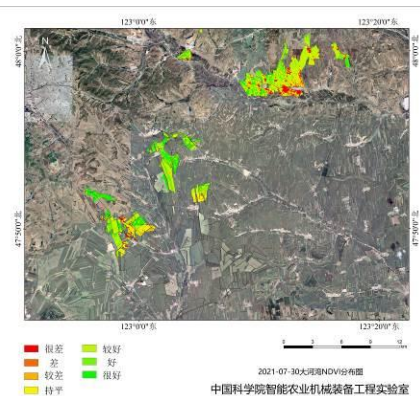 123°0'0"东 123°20'0"东
48°0'0"北 48°0'0"北
N
47°50'0"北 47°50'0"北
123°0'0"东 123°20'0"东
很差 较好
差 好
较差 很好
持平
2021-07-30大河湾NDVI分布图
中国科学院智能农业机械装备工程实验室